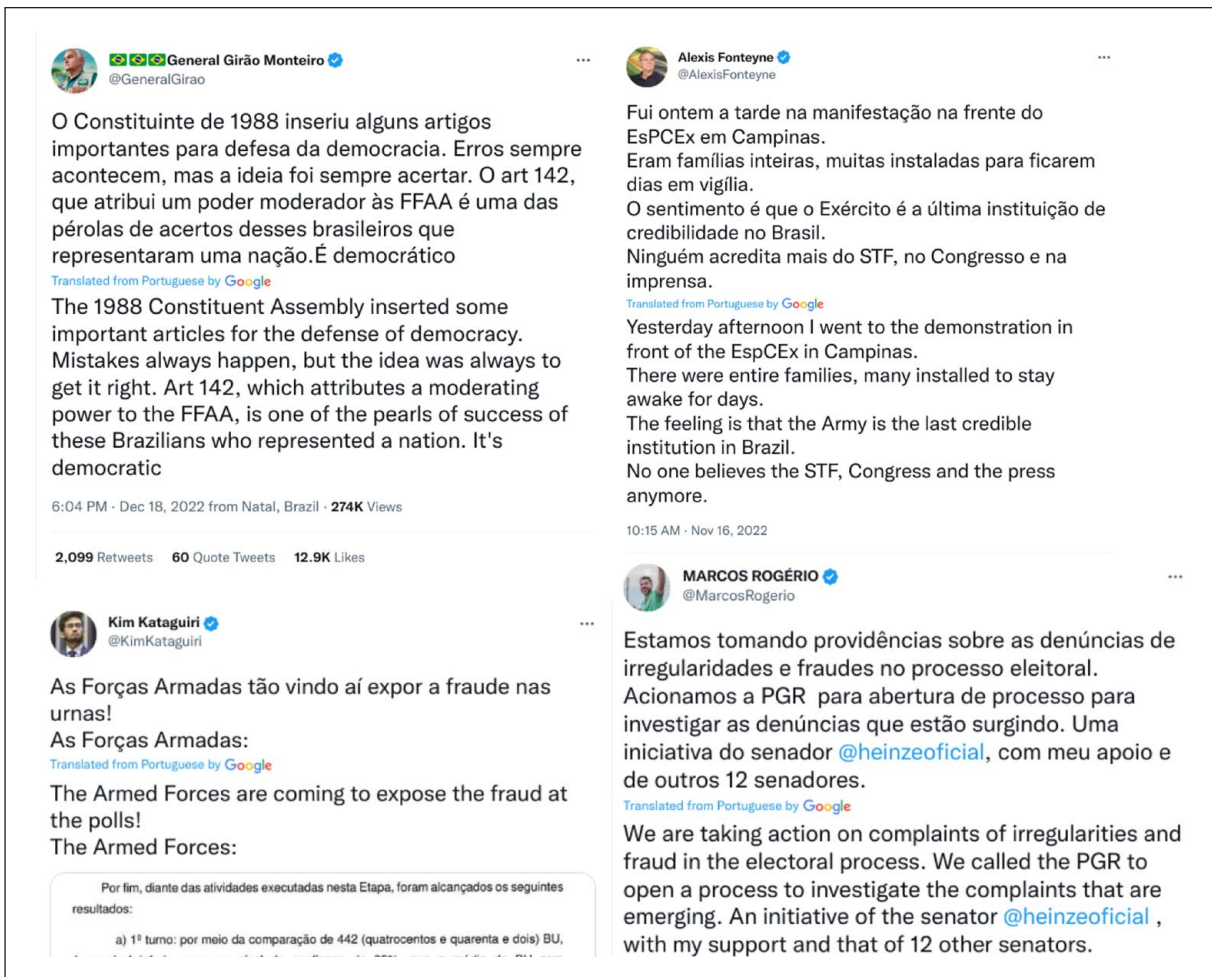 General Girão Monteiro
@GeneralGirao
O Constituinte de 1988 inseriu alguns artigos
importantes para defesa da democracia. Erros sempre
acontecem, mas a ideia foi sempre acertar. O art 142,
que atribui um poder moderador às FFAA é uma das
pérolas de acertos desses brasileiros que
representaram uma nação.É democrático
Translated from Portuguese by Google
The 1988 Constituent Assembly inserted some
important articles for the defense of democracy.
Mistakes always happen, but the idea was always to
get it right. Art 142, which attributes a moderating
power to the FFAA, is one of the pearls of success of
these Brazilians who represented a nation. It's
democratic
6:04 PM · Dec 18, 2022 from Natal, Brazil · 274K Views
2,099 Retweets 60 Quote Tweets 12.9K Likes
Kim Kataguiri
@KimKataguiri
As Forças Armadas tão vindo aí expor a fraude nas
urnas!
As Forças Armadas:
Translated from Portuguese by Google
The Armed Forces are coming to expose the fraud at
the polls!
The Armed Forces:
Por fim, diante das atividades executadas nesta Etapa, foram alcançados os seguintes
resultados:
a) 1º turno: por meio da comparação de 442 (quatrocentos e quarenta e dois) BU,
Alexis Fonteyne
@AlexisFonteyne
Fui ontem a tarde na manifestação na frente do
EsPCEx em Campinas.
Eram famílias inteiras, muitas instaladas para ficarem
dias em vigília.
O sentimento é que o Exército é a última instituição de
credibilidade no Brasil.
Ninguém acredita mais do STF, no Congresso e na
imprensa.
Translated from Portuguese by Google
Yesterday afternoon I went to the demonstration in
front of the EspCEx in Campinas.
There were entire families, many installed to stay
awake for days.
The feeling is that the Army is the last credible
institution in Brazil.
No one believes the STF, Congress and the press
anymore.
10:15 AM · Nov 16, 2022
MARCOS ROGÉRIO
@MarcosRogerio
Estamos tomando providências sobre as denúncias de
irregularidades e fraudes no processo eleitoral.
Acionamos a PGR para abertura de processo para
investigar as denúncias que estão surgindo. Uma
iniciativa do senador @heinzeoficial, com meu apoio e
de outros 12 senadores.
Translated from Portuguese by Google
We are taking action on complaints of irregularities and
fraud in the electoral process. We called the PGR to
open a process to investigate the complaints that are
emerging. An initiative of the senator @heinzeoficial ,
with my support and that of 12 other senators.